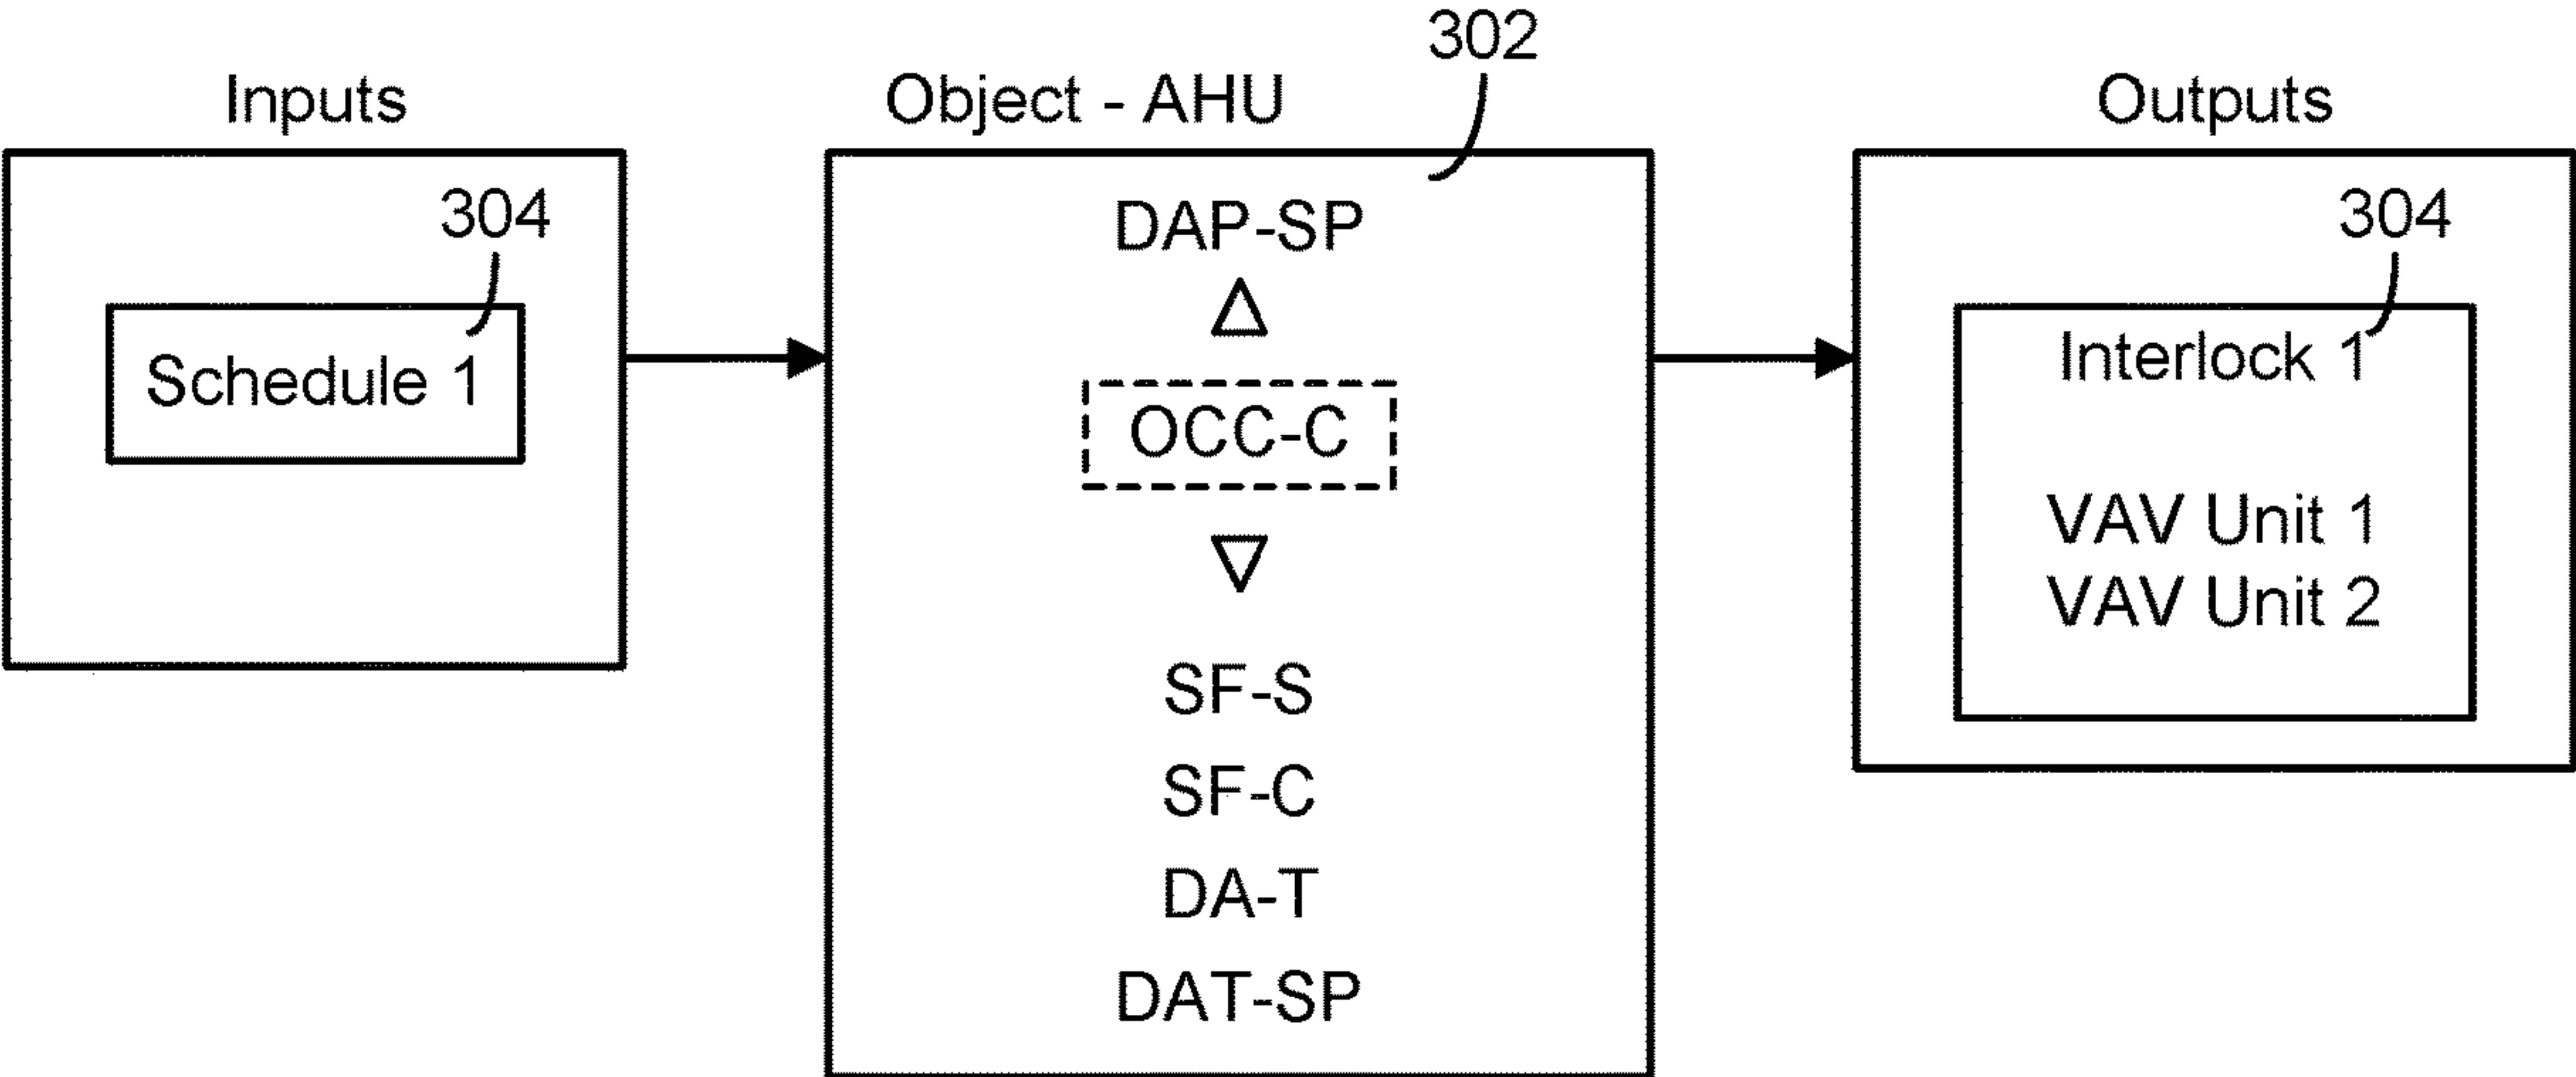 302
Inputs
Object - AHU
Outputs
304
Schedule 1
DAP-SP
OCC-C
SF-S
SF-C
DA-T
DAT-SP
304
Interlock 1
VAV Unit 1
VAV Unit 2